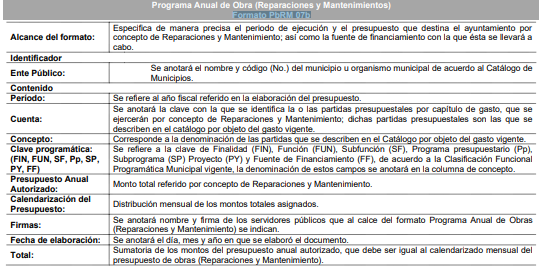 Programa Anual de Obra (Reparaciones y Mantenimientos)
Formato PbRM 07b
Alcance del formato:
Especifica de manera precisa el periodo de ejecución y el presupuesto que destina el ayuntamiento por
concepto de Reparaciones y Mantenimiento; así como la fuente de financiamiento con la que ésta se llevará a
cabo.
Identificador
Ente Público:
Se anotará el nombre y código (No.) del municipio u organismo municipal de acuerdo al Catálogo de
Municipios.
Contenido
Periodo:
Se refiere al año fiscal referido en la elaboración del presupuesto.
Cuenta:
Se anotará la clave con la que se identifica la o las partidas presupuestales por capítulo de gasto, que se
ejercerán por concepto de Reparaciones y Mantenimiento; dichas partidas presupuestales son las que se
describen en el Catálogo por objeto del gasto vigente.
Concepto:
Corresponde a la denominación de las partidas que se describen en el Catálogo por objeto del gasto vigente.
Clave programática:
(FIN, FUN, SF, Pp, SP,
PY, FF)
Se refiere a la clave de Finalidad (FIN), Función (FUN), Subfunción (SF), Programa presupuestario (Pp),
Subprograma (SP) Proyecto (PY) y Fuente de Financiamiento (FF), de acuerdo a la Clasificación Funcional
Programática Municipal vigente, la denominación de estos campos se anotará en la columna de concepto.
Presupuesto Anual
Autorizado:
Monto total referido por concepto de Reparaciones y Mantenimiento.
Calendarización del
Presupuesto:
Distribución mensual de los montos totales asignados.
Firmas:
Se anotará nombre y firma de los servidores públicos que al calce del formato Programa Anual de Obras
(Reparaciones y Mantenimiento) se indican.
Fecha de elaboración:
Se anotará el día, mes y año en que se elaboró el documento.
Total:
Sumatoria de los montos del presupuesto anual autorizado, que debe ser igual al calendarizado mensual del
presupuesto de obras (Reparaciones y Mantenimiento).